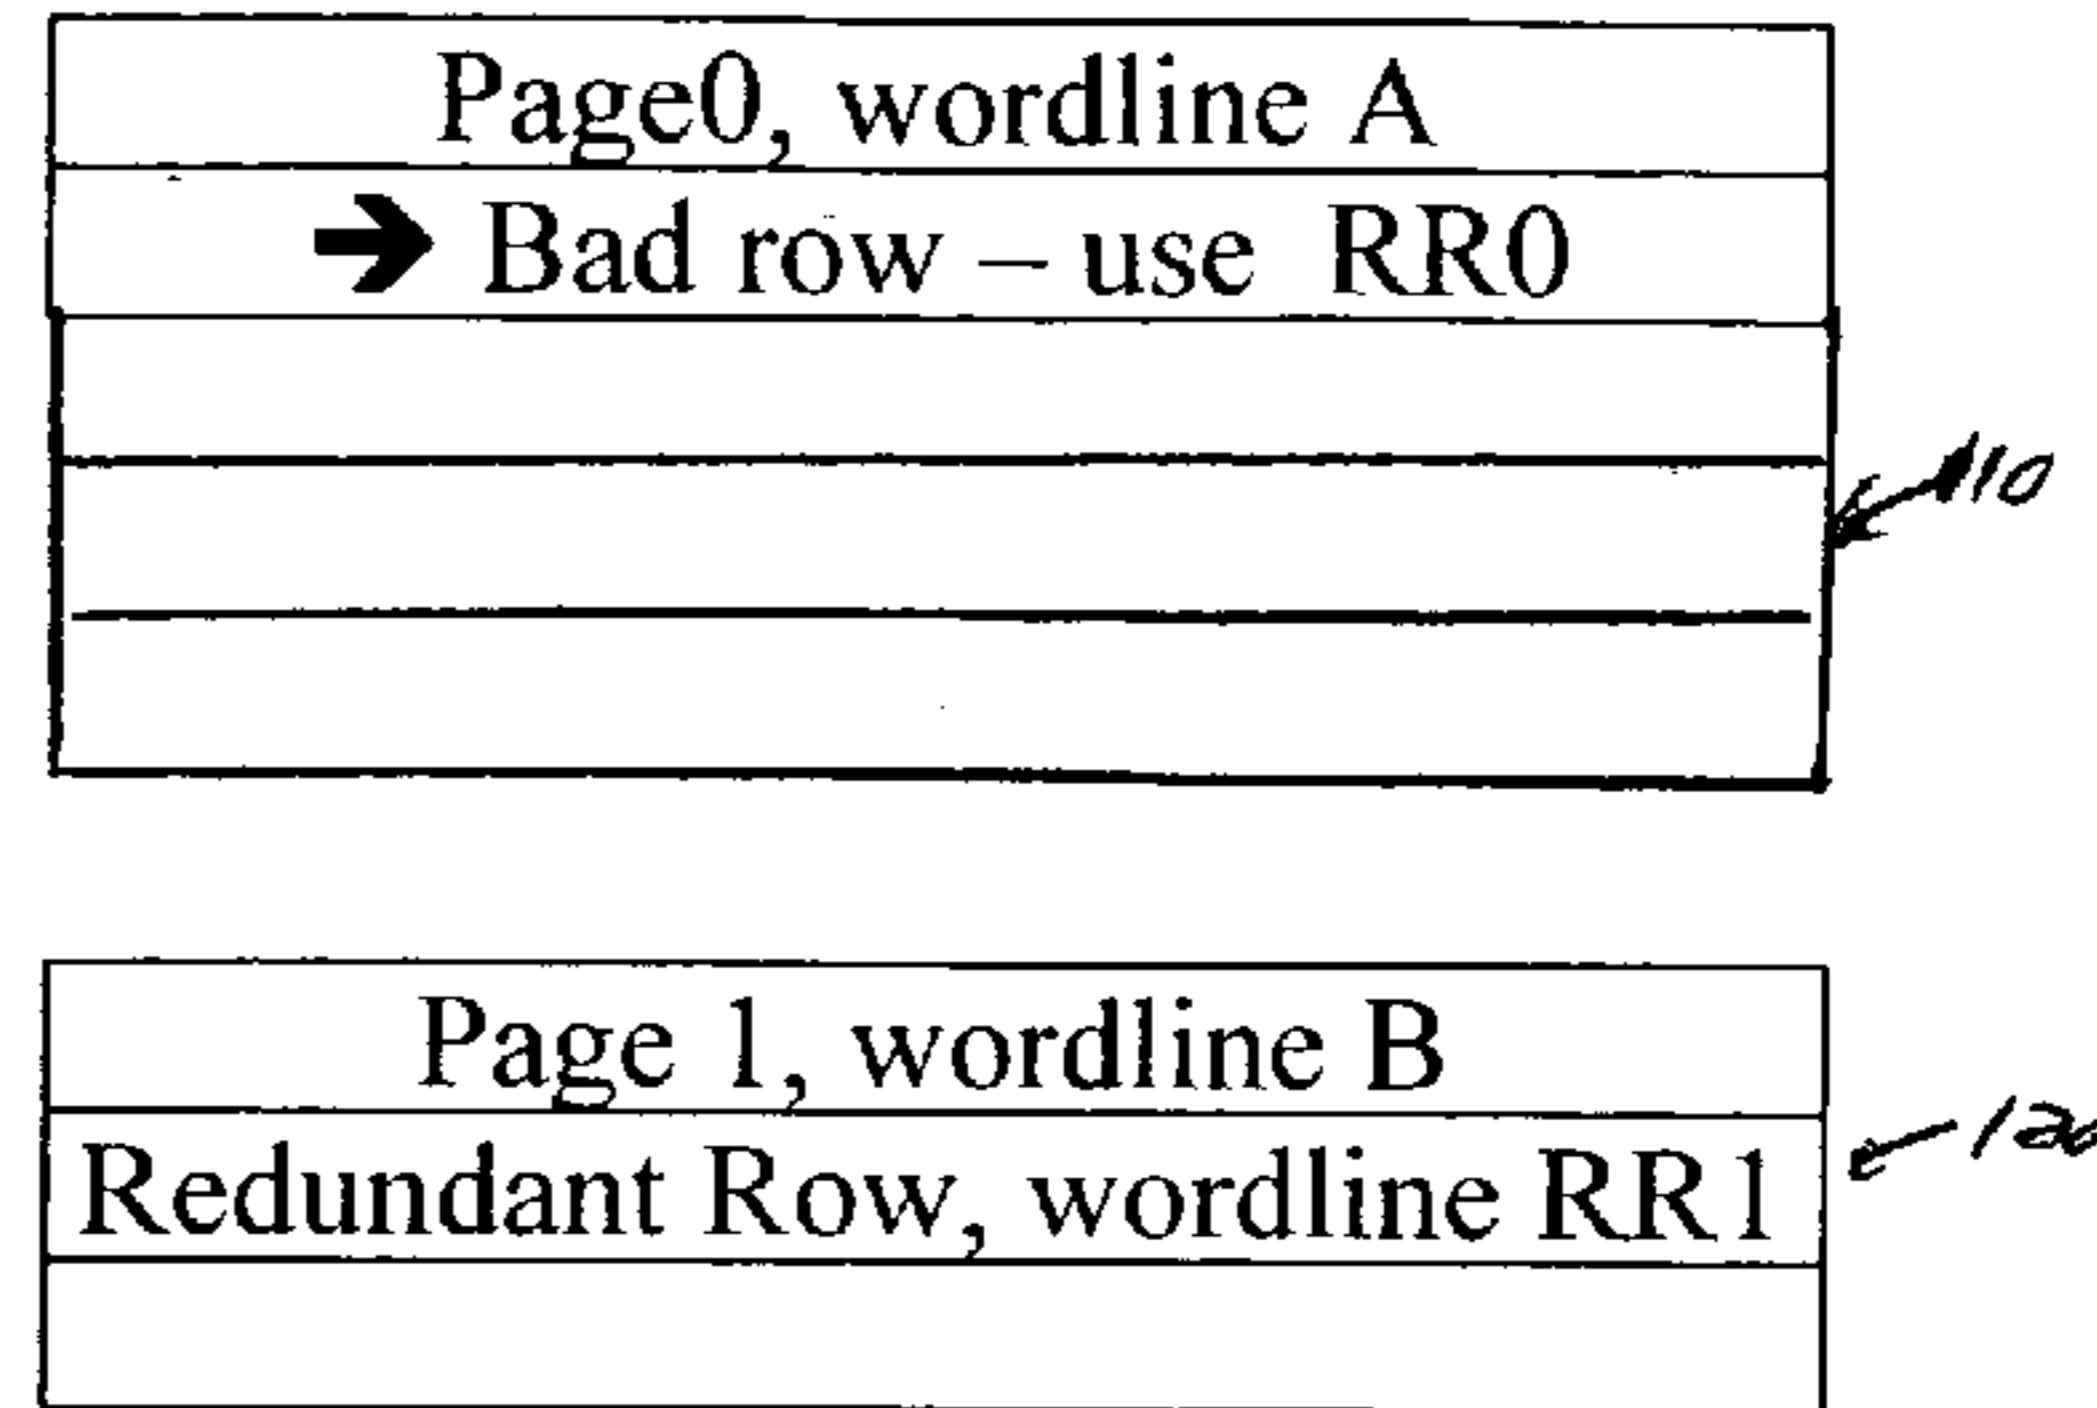 Page0, wordline A
➔ Bad row – use RR0
110
Page 1, wordline B
Redundant Row, wordline RR1